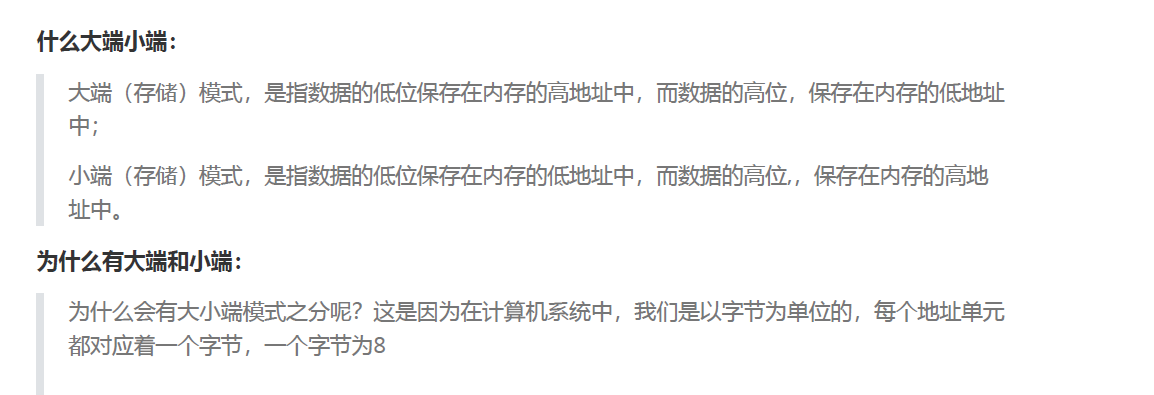 什么大端小端：
大端（存储）模式，是指数据的低位保存在内存的高地址中，而数据的高位，保存在内存的低地址
中；
小端（存储）模式，是指数据的低位保存在内存的低地址中，而数据的高位,，保存在内存的高地
址中。
为什么有大端和小端：
为什么会有大小端模式之分呢？这是因为在计算机系统中，我们是以字节为单位的，每个地址单元
都对应着一个字节，一个字节为8